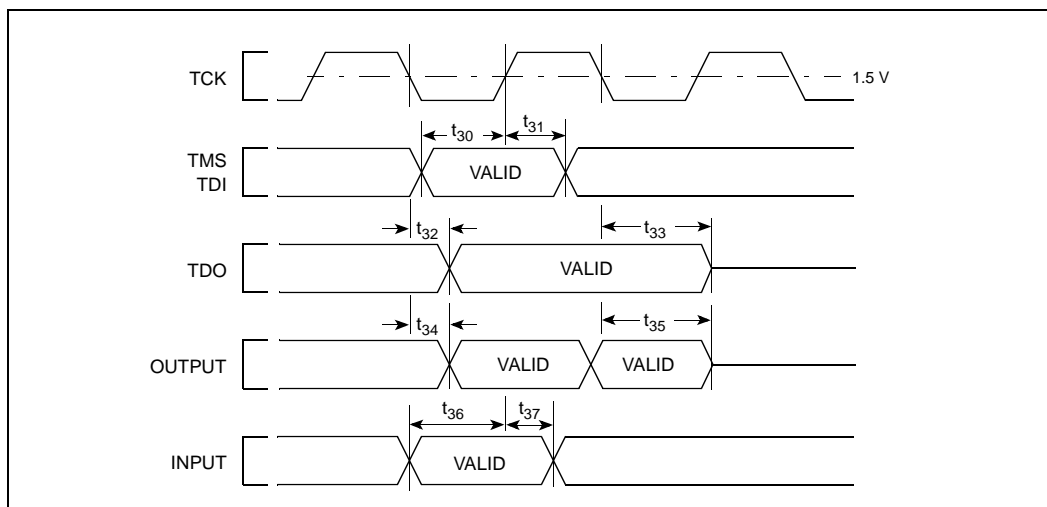 TCK
1.5 V
t30
t31
TMS
TDI
VALID
t32
t33
TDO
VALID
t34
t35
OUTPUT
VALID
VALID
t36
t37
INPUT
VALID